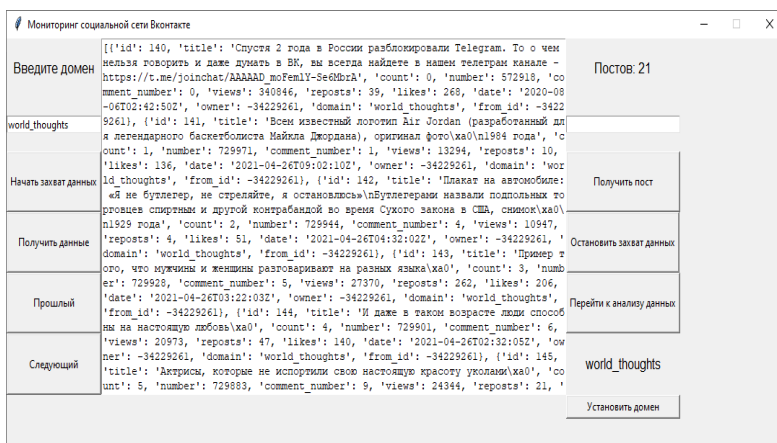 Мониторинг социальной сети Вконтакте
Введите домен
world_thoughts
Начать захват данных
Получить данные
Прошлый
Следующий
[{'id': 140, 'title': 'Спустя 2 года в России разблокировали Telegram. То о чем
нельзя говорить и даже думать в ВК, вы всегда найдете в нашем телеграм канале -
https://t.me/joinchat/AAAAAD_moFemlY-Se6MbrA', 'count': 0, 'number': 572918, 'co
mment_number': 0, 'views': 340846, 'reposts': 39, 'likes': 268, 'date': '2020-08
-06T02:42:50Z', 'owner': -34229261, 'domain': 'world_thoughts', 'from_id': -3422
9261}, {'id': 141, 'title': 'Всем известный логотип Air Jordan (разработанный дл
я легендарного баскетболиста Майкла Джордана), оригинал фото\xa0\n1984 года', 'c
ount': 1, 'number': 729971, 'comment_number': 1, 'views': 13294, 'reposts': 10,
'likes': 136, 'date': '2021-04-26T09:02:10Z', 'owner': -34229261, 'domain': 'wor
ld_thoughts', 'from_id': -34229261}, {'id': 142, 'title': 'Плакат на автомобиле:
«Я не бутлегер, не стреляйте, я остановлюсь»\nБутлегерами назвали подпольных то
рговцев спиртным и другой контрабандой во время Сухого закона в США, снимок\xa0\
n1929 года', 'count': 2, 'number': 729944, 'comment_number': 4, 'views': 10947,
'reposts': 4, 'likes': 51, 'date': '2021-04-26T04:32:02Z', 'owner': -34229261, '
domain': 'world_thoughts', 'from_id': -34229261}, {'id': 143, 'title': 'Пример т
ого, что мужчины и женщины разговаривают на разных языка\xa0', 'count': 3, 'numb
er': 729928, 'comment_number': 5, 'views': 27370, 'reposts': 262, 'likes': 206,
'date': '2021-04-26T03:22:03Z', 'owner': -34229261, 'domain': 'world_thoughts',
'from_id': -34229261}, {'id': 144, 'title': 'И даже в таком возрасте люди способ
ны на настоящую любовь\xa0', 'count': 4, 'number': 729901, 'comment_number': 6,
'views': 20973, 'reposts': 47, 'likes': 140, 'date': '2021-04-26T02:32:05Z', 'ow
ner': -34229261, 'domain': 'world_thoughts', 'from_id': -34229261}, {'id': 145,
'title': 'Актрисы, которые не испортили свою настоящую красоту уколами\xa0', 'co
unt': 5, 'number': 729883, 'comment_number': 9, 'views': 24344, 'reposts': 21, '
Постов: 21
Получить пост
Остановить захват данных
Перейти к анализу данных
world_thoughts
Установить домен